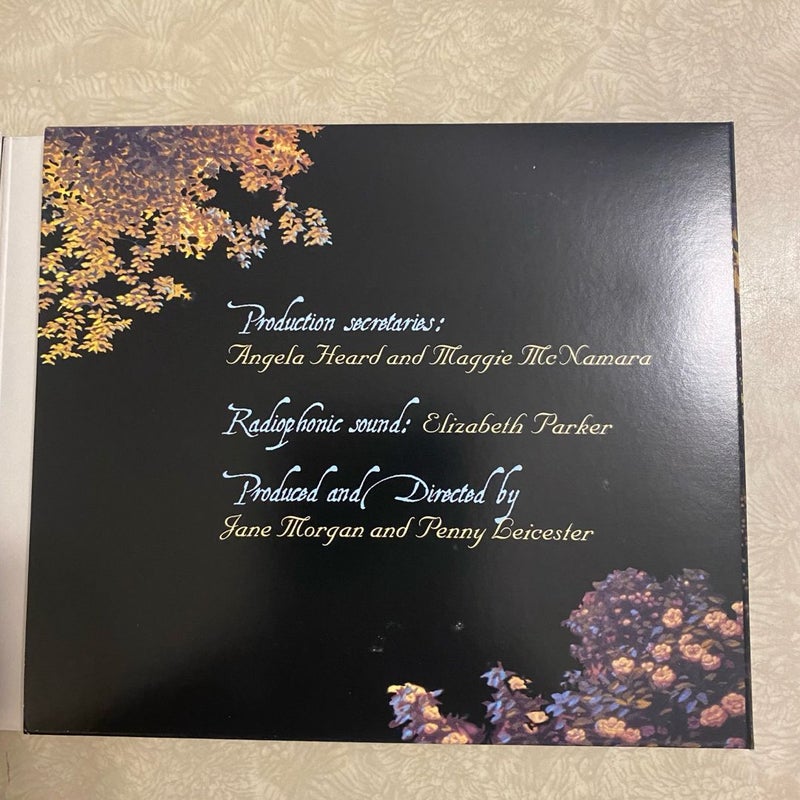 Production secretaries:
Angela Heard and Maggie McNamara
Radiophonic sound: Elizabeth Parker
Produced and Directed by
Jane Morgan and Penny Leicester